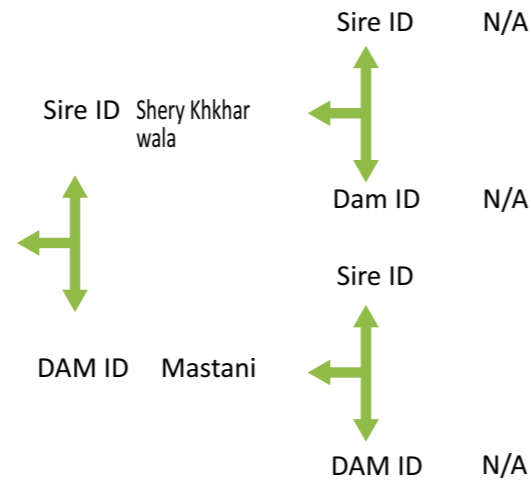 Sire ID N/A
Sire ID Shery Khkhar
wala
Dam ID N/A
Sire ID
DAM ID Mastani
DAM ID N/A